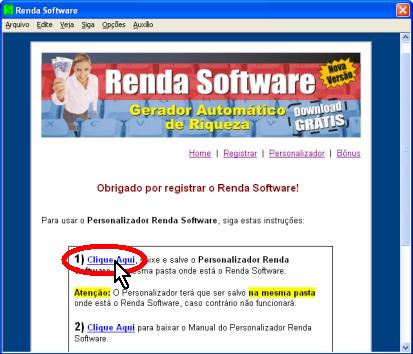 Renda Software
Arquivo Edite Veja Siga Opções Auxílio
Renda Software
Nova Versão
Gerador Automático
de Riqueza
Download
GRÁTIS
Home | Registrar | Personalizador | Bônus
Obrigado por registrar o Renda Software!
Para usar o Personalizador Renda Software, siga estas instruções:
1) Clique Aqui, baixe e salve o Personalizador Renda
Software mesma pasta onde está o Renda Software.
Atenção: O Personalizador terá que ser salvo na mesma pasta
onde está o Renda Software, caso contrário não funcionará.
2) Clique Aqui para baixar o Manual do Personalizador Renda
Software.